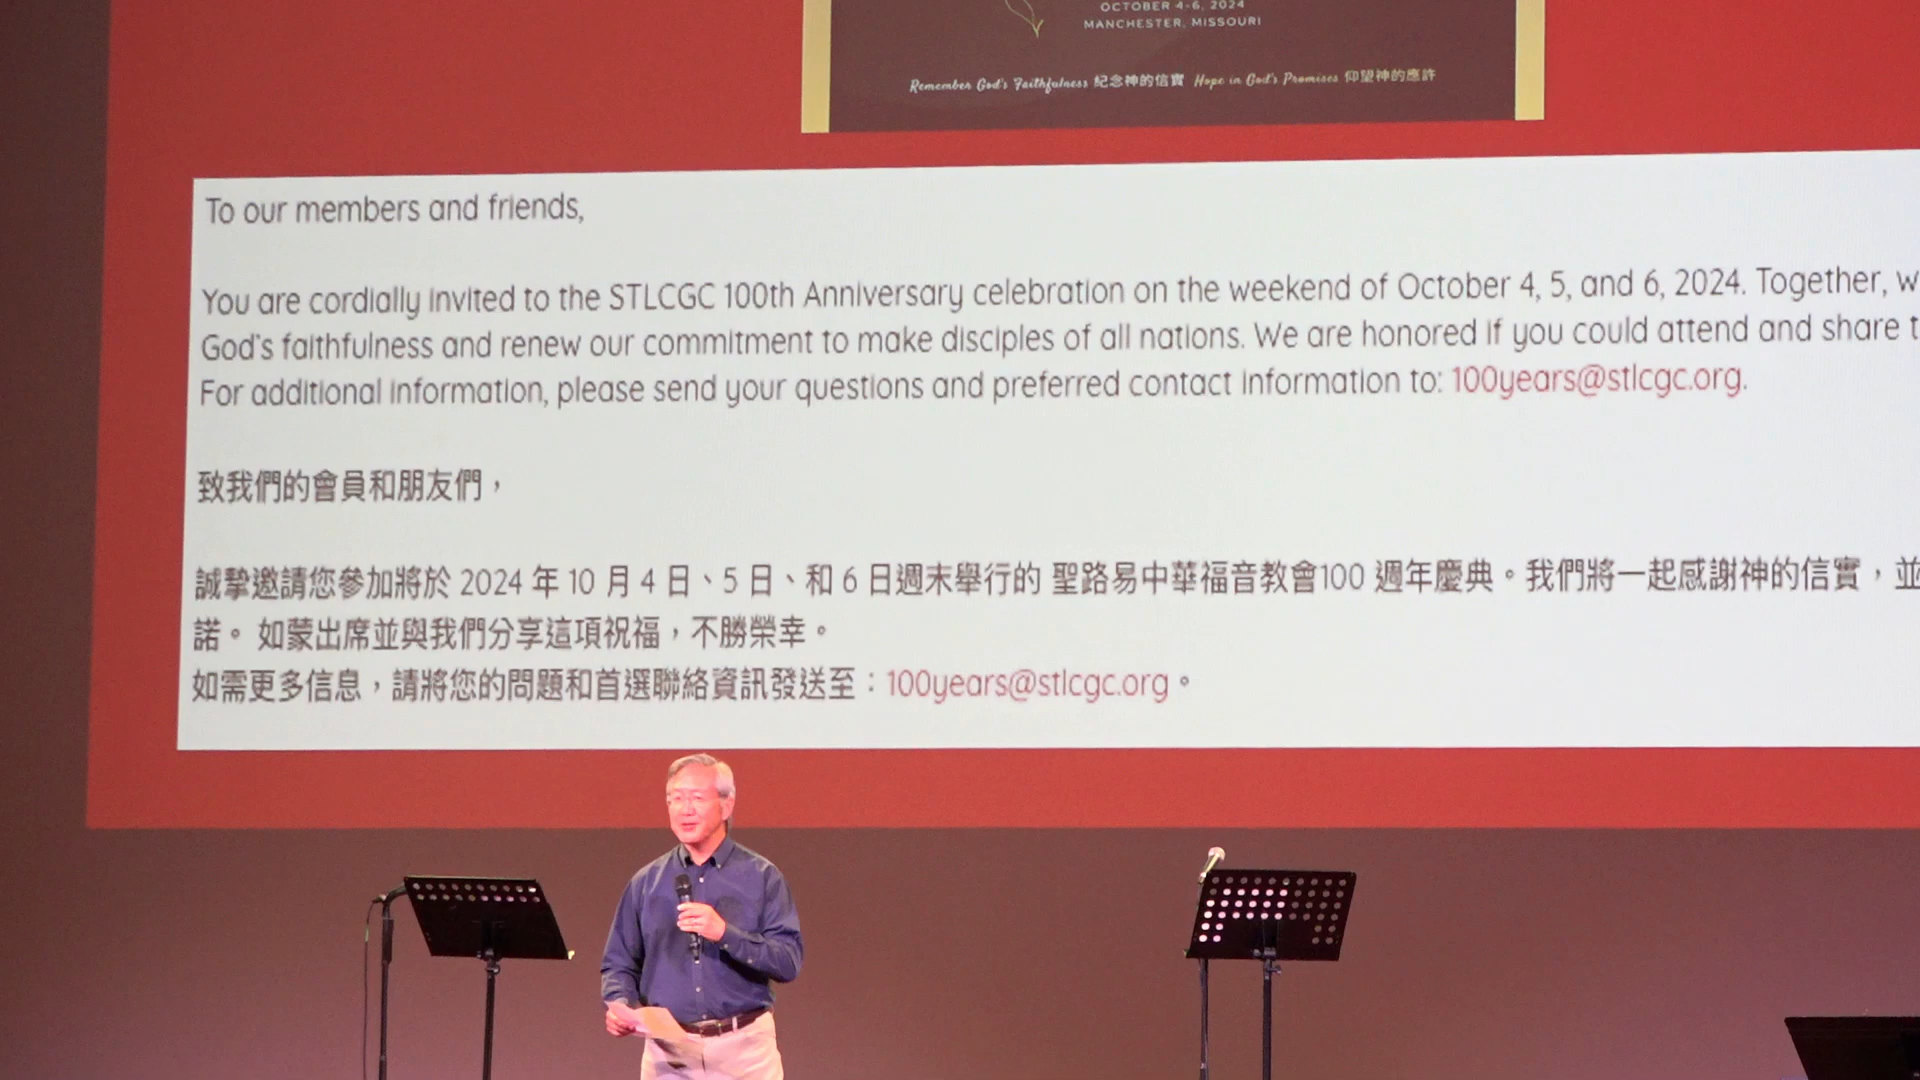 OCTOBER 4-6, 2024
MANCHESTER, MISSOURI
Remember God's Faithfulness 紀念神的信實 Hope in God's Promises 仰望神的應許
To our members and friends,
You are cordially invited to the STLCGC 100th Anniversary celebration on the weekend of October 4, 5, and 6, 2024. Together, w
God's faithfulness and renew our commitment to make disciples of all nations. We are honored if you could attend and share t
For additional information, please send your questions and preferred contact information to: 100years@stlcgc.org.
致我們的會員和朋友們，
誠摯邀請您參加將於 2024 年 10 月 4 日、5 日、和 6 日週末舉行的 聖路易中華福音教會100 週年慶典。我們將一起感謝神的信實，並
諾。 如蒙出席並與我們分享這項祝福，不勝榮幸。
如需更多信息，請將您的問題和首選聯絡資訊發送至：100years@stlcgc.org。